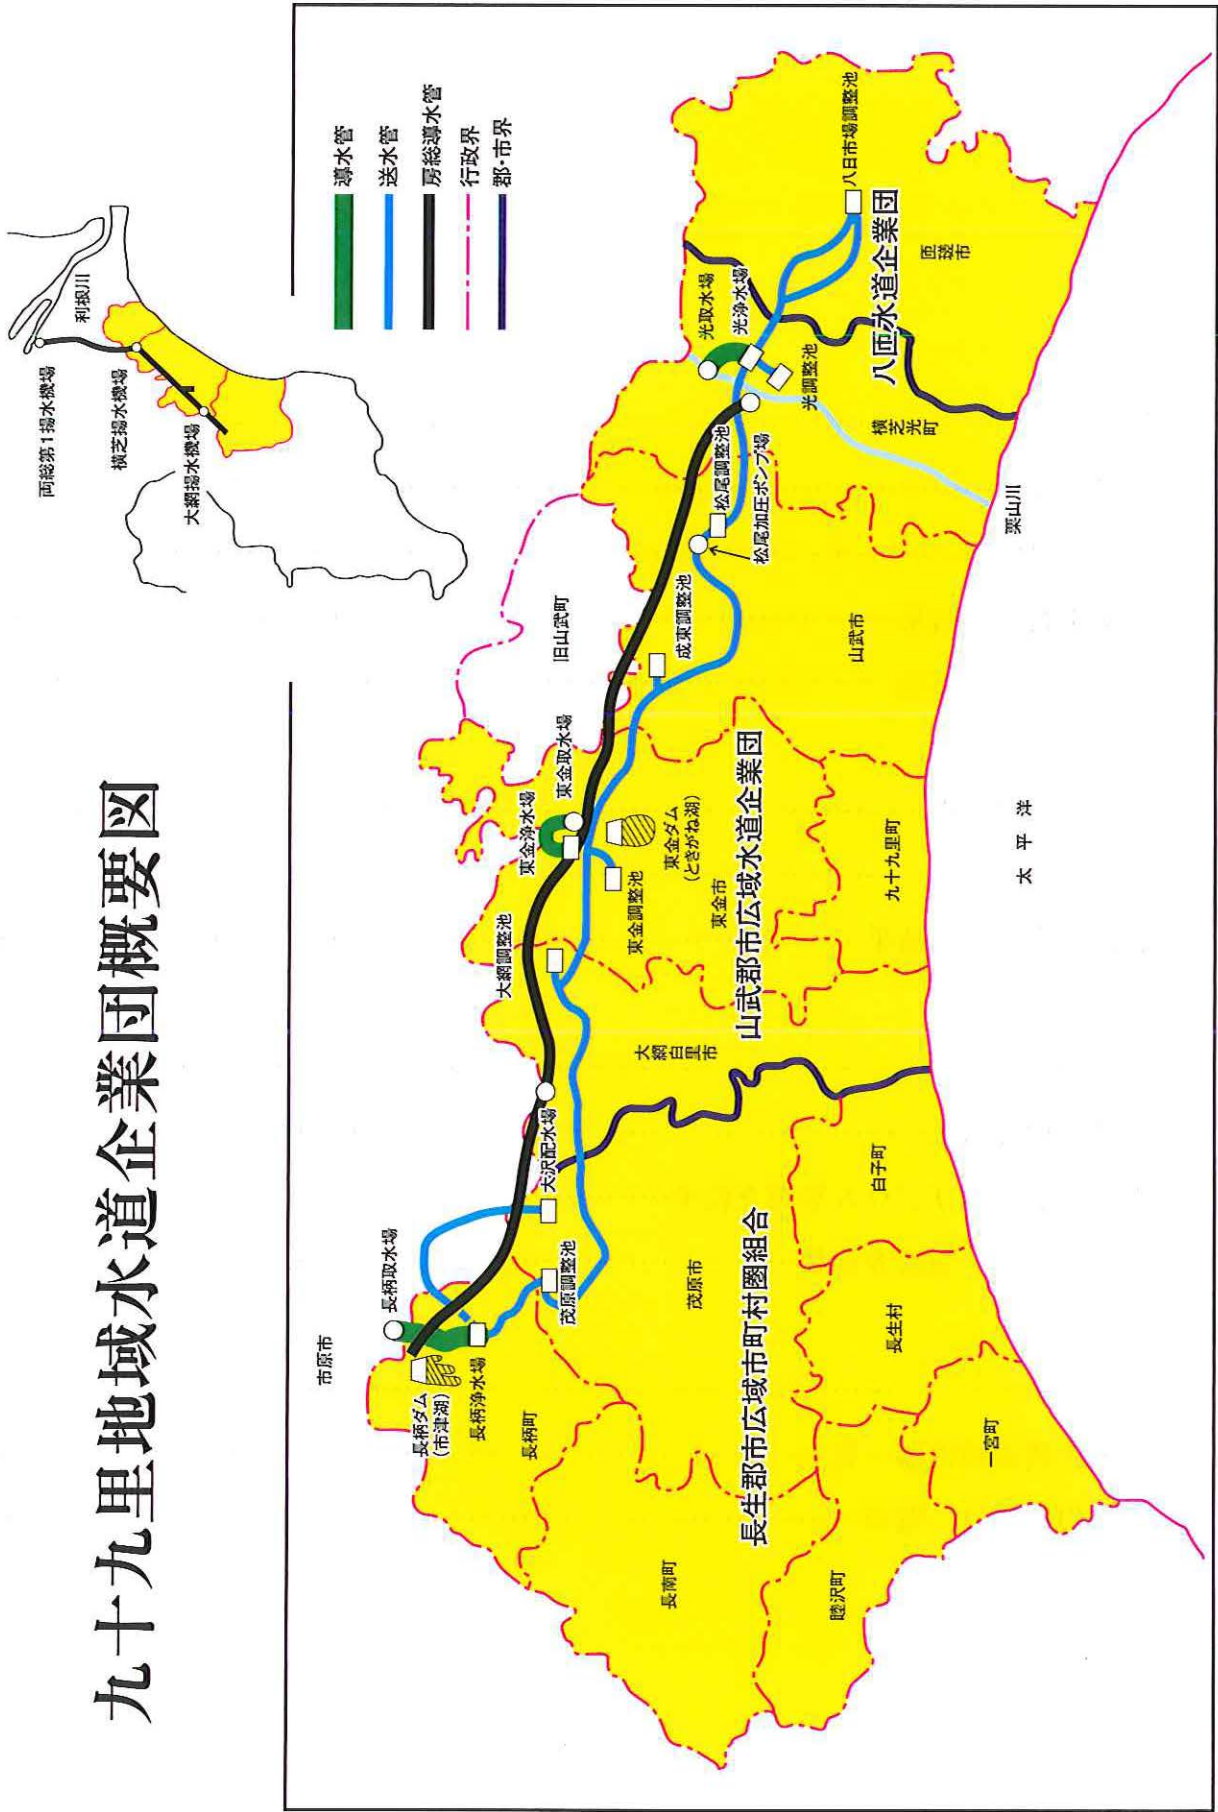 九十九里地域水道企業団概要図
両総第1揚水機場
利根川
横芝揚水機場
大網揚水機場
導水管
送水管
房総導水管
行政界
郡・市界
市原市
長柄取水場
長柄ダム
(市津湖)
長柄浄水場
長柄町
茂原調整池
大沢配水場
大網調整池
東金浄水場
東金取水場
東金調整池
東金ダム
(ときがね湖)
旧山武町
成東調整池
松尾調整池
松尾加圧ポンプ場
光取水場
光浄水場
光調整池
八日市場調整池
八匝水道企業団
匝瑳市
横芝
光町
栗山川
山武市
山武郡市広域水道企業団
東金市
九十九里町
大網
白里市
長生郡市広域市町村圏組合
茂原市
白子町
長生村
一宮町
長南町
睦沢町
太平洋